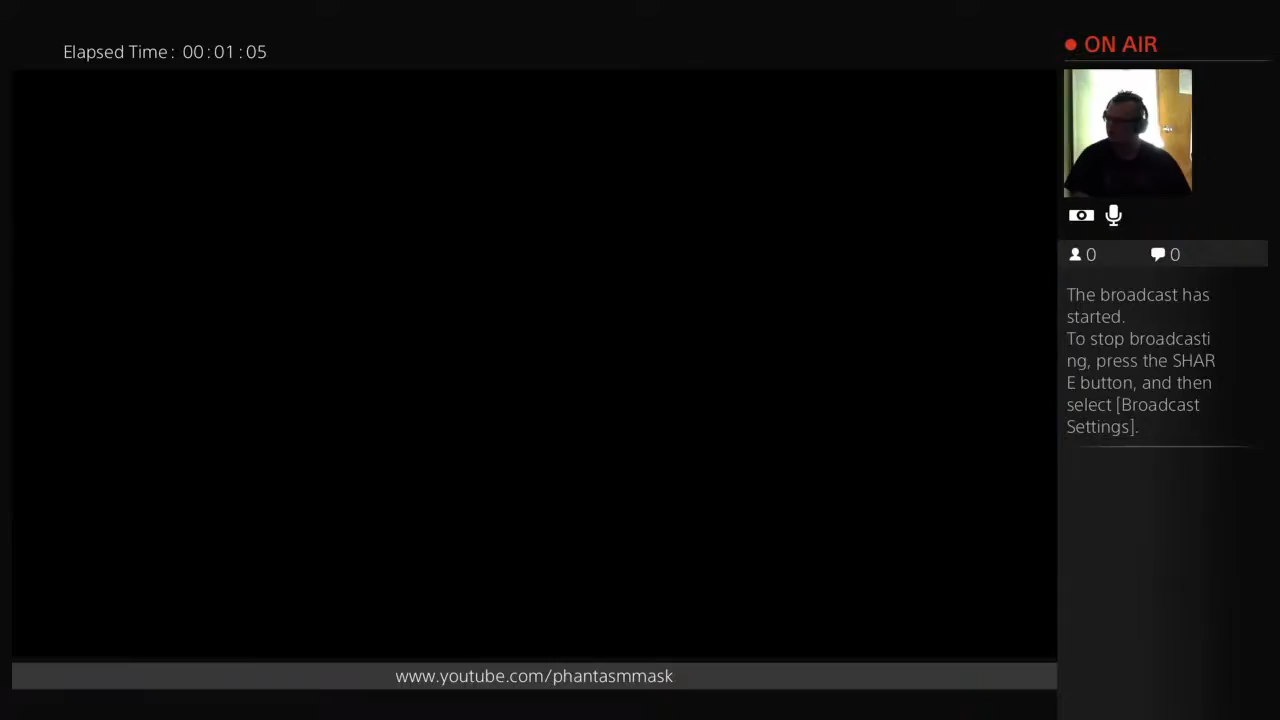 Elapsed Time: 00:01:05
ON AIR
0 0
The broadcast has
started.
To stop broadcasti
ng, press the SHAR
E button, and then
select [Broadcast
Settings].
www.youtube.com/phantasmmask